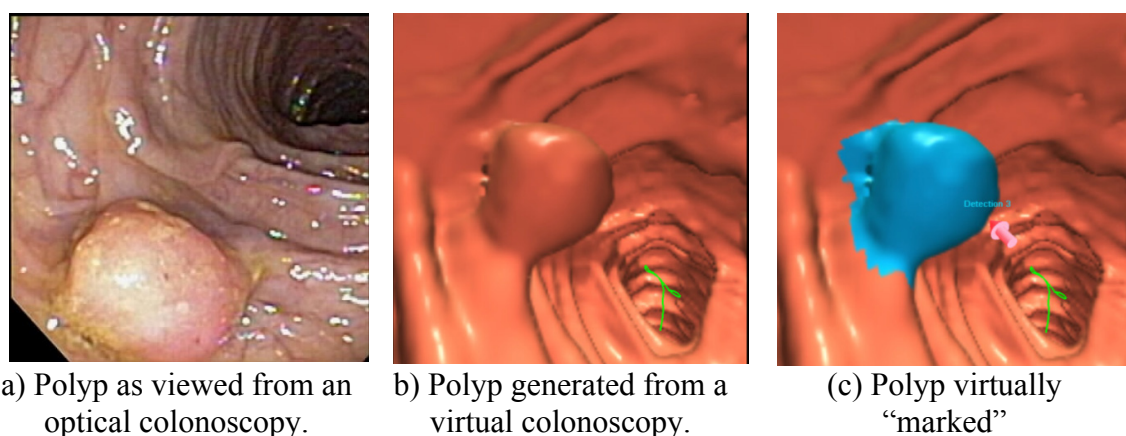 Detection 3
a) Polyp as viewed from an
optical colonoscopy.
b) Polyp generated from a
virtual colonoscopy.
(c) Polyp virtually
“marked”